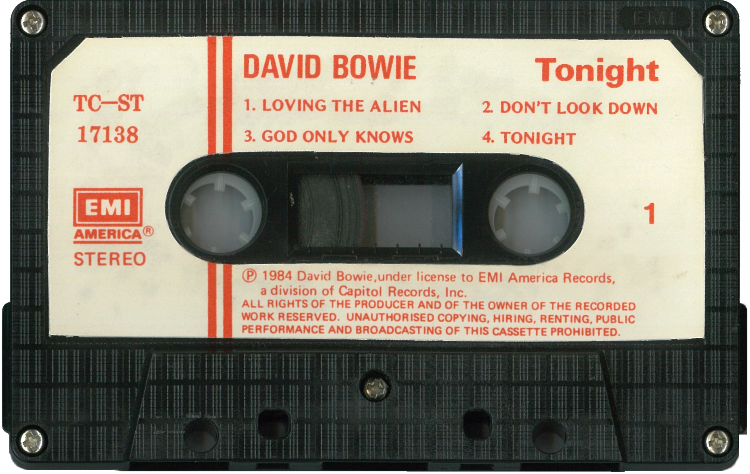 EMI
DAVID BOWIE Tonight
TC-ST
17138
1. LOVING THE ALIEN 2. DON'T LOOK DOWN
3. GOD ONLY KNOWS 4. TONIGHT
EMI
AMERICA®
STEREO
1
℗ 1984 David Bowie,under license to EMI America Records,
a division of Capitol Records, Inc.
ALL RIGHTS OF THE PRODUCER AND OF THE OWNER OF THE RECORDED
WORK RESERVED. UNAUTHORISED COPYING, HIRING, RENTING, PUBLIC
PERFORMANCE AND BROADCASTING OF THIS CASSETTE PROHIBITED.